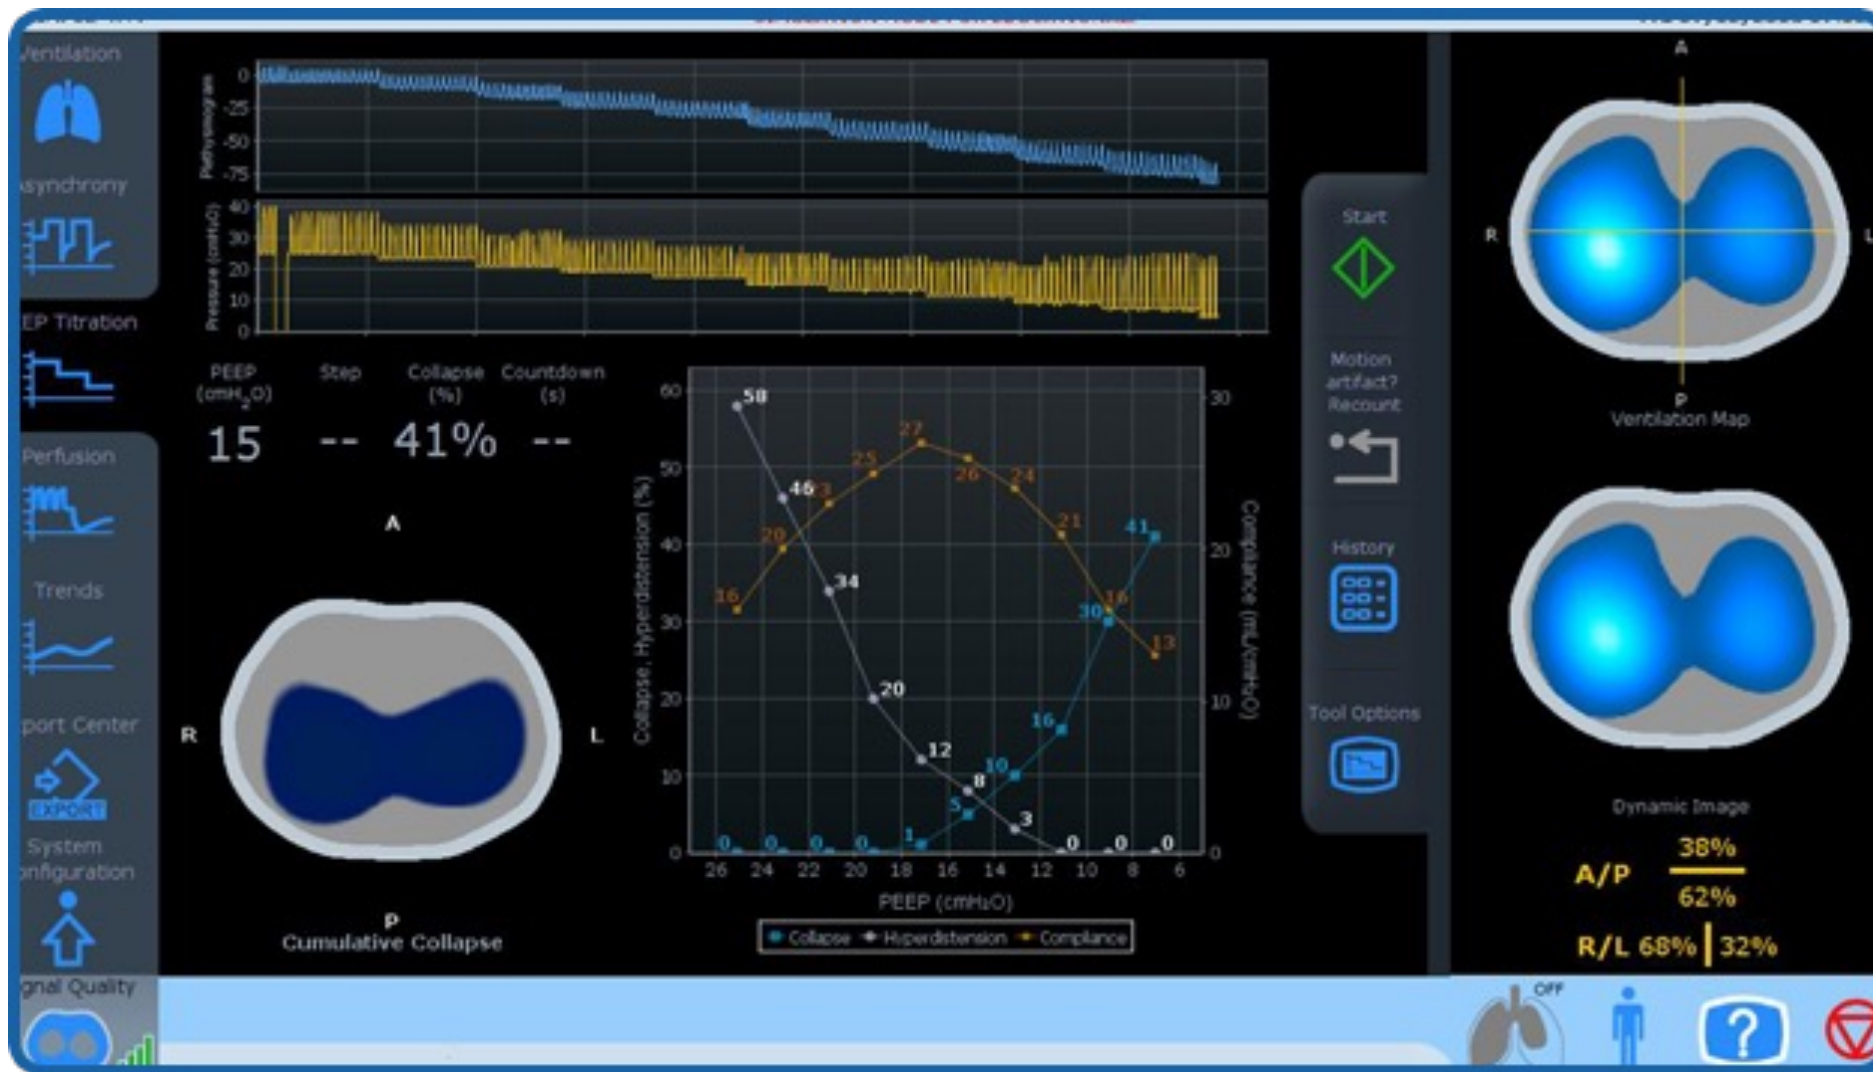 Ventilation
Asynchrony
EP Titration
Perfusion
Trends
port Center
EXPORT
System
onfiguration
gnal Quality
Plethysmogram
0
-25
-50
-75
Pressure (cmH₂O)
40
30
20
10
0
PEEP
(cmH₂O)
Step
Collapse
(%)
Countdown
(s)
15
--
41%
--
A
R
L
P
Cumulative Collapse
Collapse, Hyperdistension (%)
60
50
40
30
20
10
0
58
46
34
20
12
8
3
0
0
0
16
20
23
25
27
26
24
21
16
13
0
0
0
0
1
5
10
16
30
41
30
20
10
0
Compliance (mL/cmH₂O)
26 24 22 20 18 16 14 12 10 8 6
PEEP (cmH₂O)
Collapse Hyperdistension Compliance
Start
Motion
artifact?
Recount
History
Tool Options
A
R
L
P
Ventilation Map
Dynamic Image
A/P
38%
62%
R/L 68% 32%
OFF
?